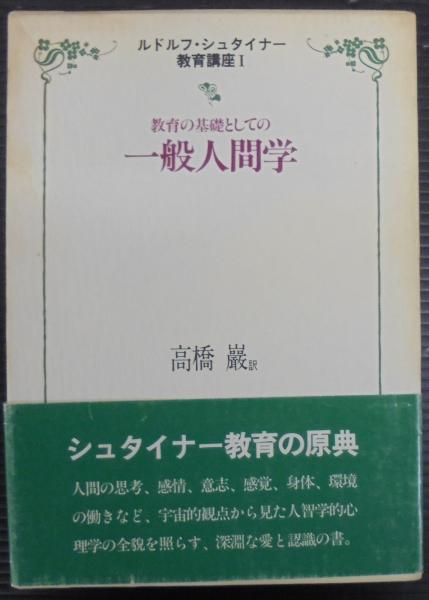 ルドルフ・シュタイナー
教育講座Ⅰ
教育の基礎としての
一般人間学
高橋 巖訳
シュタイナー教育の原典
人間の思考、感情、意志、感覚、身体、環境
の働きなど、宇宙的観点から見た人智学的心
理学の全貌を照らす、深淵な愛と認識の書。